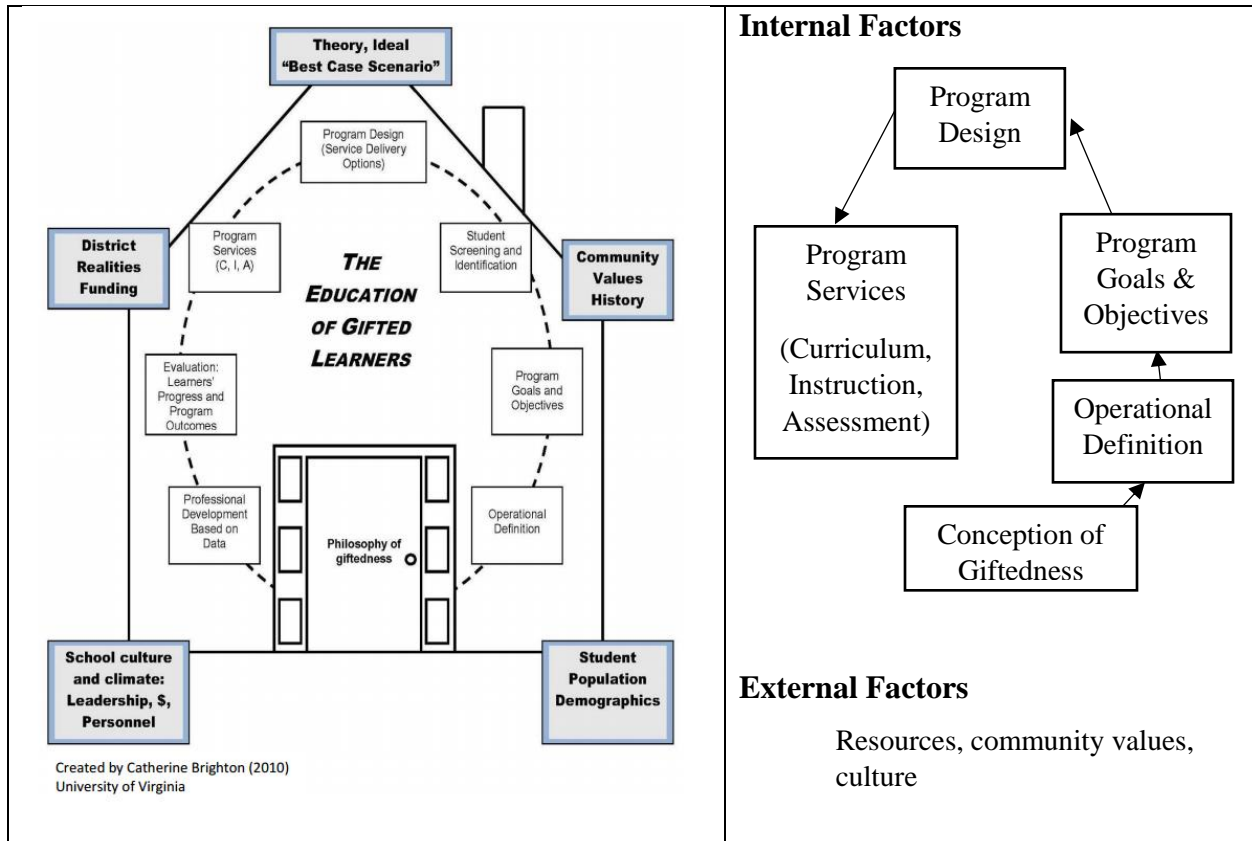 Theory, Ideal
“Best Case Scenario”
Program Design
(Service Delivery
Options)
Program
Services
(C, I, A)
Student
Screening and
Identification
District
Realities
Funding
Community
Values
History
THE
EDUCATION
OF GIFTED
LEARNERS
Evaluation:
Learners’
Progress and
Program
Outcomes
Program
Goals and
Objectives
Professional
Development
Based on
Data
Operational
Definition
Philosophy of
giftedness
School culture
and climate:
Leadership, $,
Personnel
Student
Population
Demographics
Created by Catherine Brighton (2010)
University of Virginia
Internal Factors
Program
Design
Program
Services
(Curriculum,
Instruction,
Assessment)
Program
Goals &
Objectives
Operational
Definition
Conception of
Giftedness
External Factors
Resources, community values,
culture